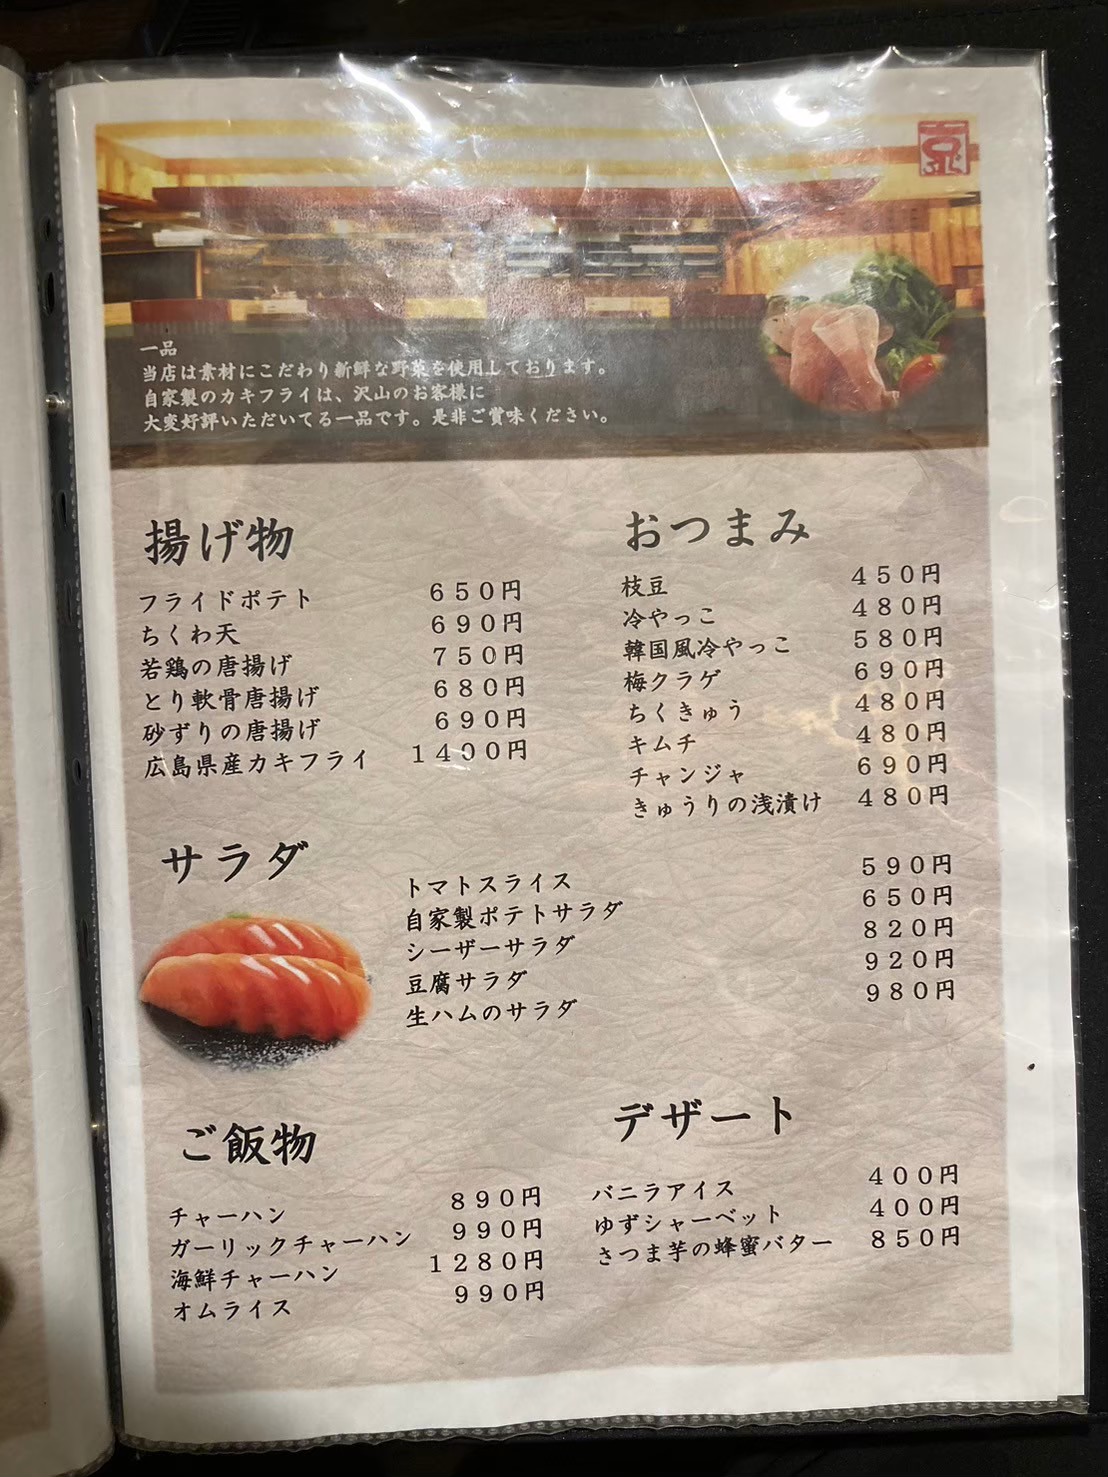 京
ふじ
一品
当店は素材にこだわり新鮮な野菜を使用しております。
自家製のカキフライは、沢山のお客様に
大変好評いただいてる一品です。是非ご賞味ください。
揚げ物
フライドポテト 650円
ちくわ天 690円
若鶏の唐揚げ 750円
とり軟骨唐揚げ 680円
砂ずりの唐揚げ 690円
広島県産カキフライ 1400円
おつまみ
枝豆 450円
冷やっこ 480円
韓国風冷やっこ 580円
梅クラゲ 690円
ちくきゅう 480円
キムチ 480円
チャンジャ 690円
きゅうりの浅漬け 480円
サラダ
トマトスライス 590円
自家製ポテトサラダ 650円
シーザーサラダ 820円
豆腐サラダ 920円
生ハムのサラダ 980円
ご飯物
チャーハン 890円
ガーリックチャーハン 990円
海鮮チャーハン 1280円
オムライス 990円
デザート
バニラアイス 400円
ゆずシャーベット 400円
さつま芋の蜂蜜バター 850円